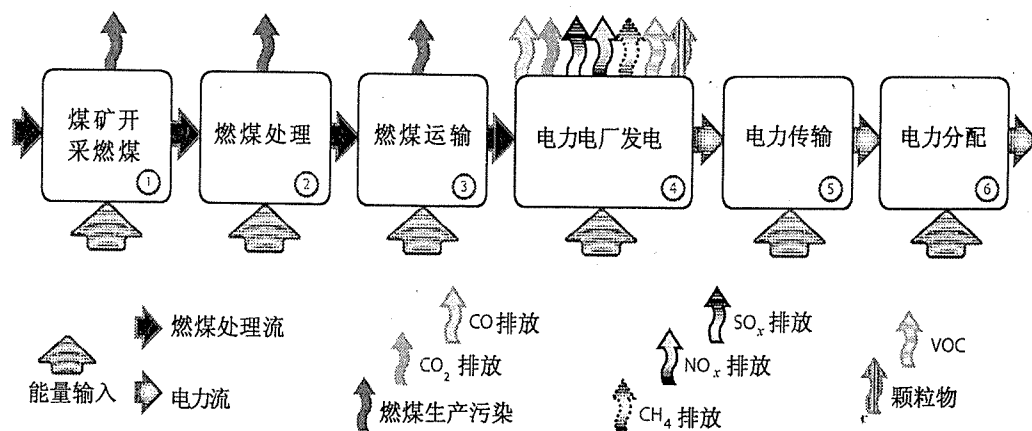 煤矿开
采燃煤
①
燃煤处理
②
燃煤运输
③
电力电厂发电
④
电力传输
⑤
电力分配
⑥
燃煤处理流
能量输入
电力流
CO 排放
CO₂ 排放
燃煤生产污染
SOₓ 排放
NOₓ 排放
CH₄ 排放
VOC
颗粒物